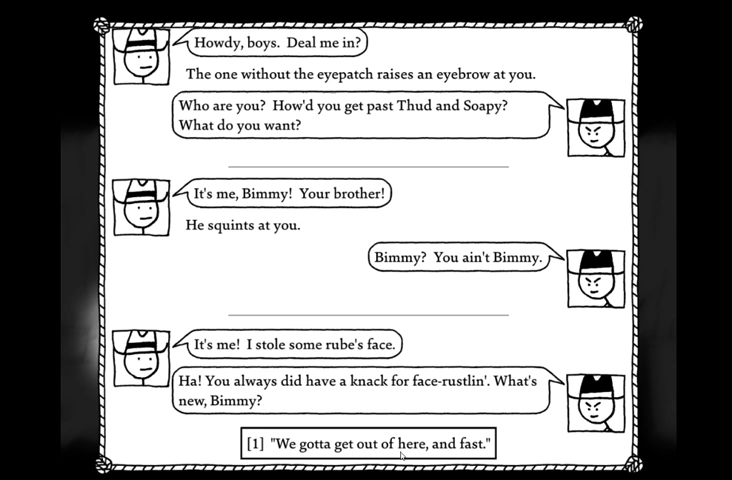 Howdy, boys.  Deal me in?
The one without the eyepatch raises an eyebrow at you.
Who are you?  How'd you get past Thud and Soapy?
What do you want?
It's me, Bimmy!  Your brother!
He squints at you.
Bimmy?  You ain't Bimmy.
It's me!  I stole some rube's face.
Ha! You always did have a knack for face-rustlin'. What's
new, Bimmy?
[1] "We gotta get out of here, and fast."